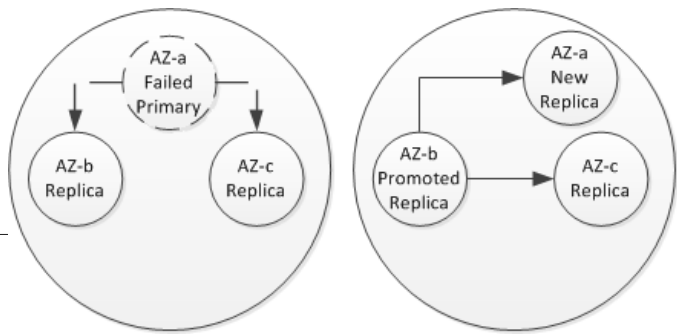 AZ-a
Failed
Primary
AZ-b
Replica
AZ-c
Replica
AZ-a
New
Replica
AZ-b
Promoted
Replica
AZ-c
Replica